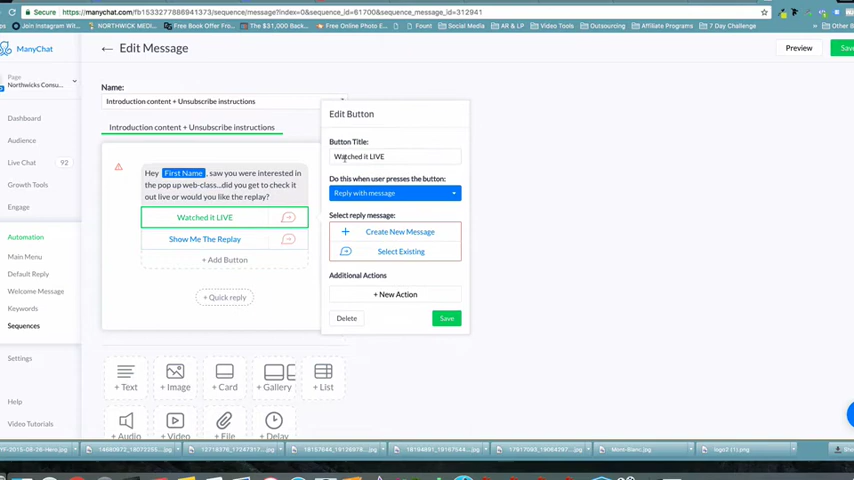 Secure https://manychat.com/fb153327886941373/sequence/message?index=0&sequence_id=61700&sequence_message_id=312941
Join Instagram Wit...
NORTHWICK MEDI...
Free Book Offer Fro...
The $31,000 Back...
Free Online Photo E...
Fount
Social Media
AR & LP
Video Tools
Outsourcing
Affiliate Programs
7 Day Challenge
Other B
ManyChat
Edit Message
Preview
Save
Page
Northwicks Consu...
Name:
Introduction content + Unsubscribe instructions
Dashboard
Audience
Live Chat 92
Growth Tools
Engage
Automation
Main Menu
Default Reply
Welcome Message
Keywords
Sequences
Settings
Help
Video Tutorials
Introduction content + Unsubscribe instructions
Hey First Name , saw you were interested in
the pop up web-class...did you get to check it
out live or would you like the replay?
Watched it LIVE
Show Me The Replay
+ Add Button
+ Quick reply
Edit Button
Button Title:
Watched it LIVE
Do this when user presses the button:
Reply with message
Select reply message:
+ Create New Message
Select Existing
Additional Actions
+ New Action
Delete
Save
+ Text
+ Image
+ Card
+ Gallery
+ List
+ Audio
+ Video
+ File
+ Delay
Mont-Blanc.jpg
logo2 (1).png